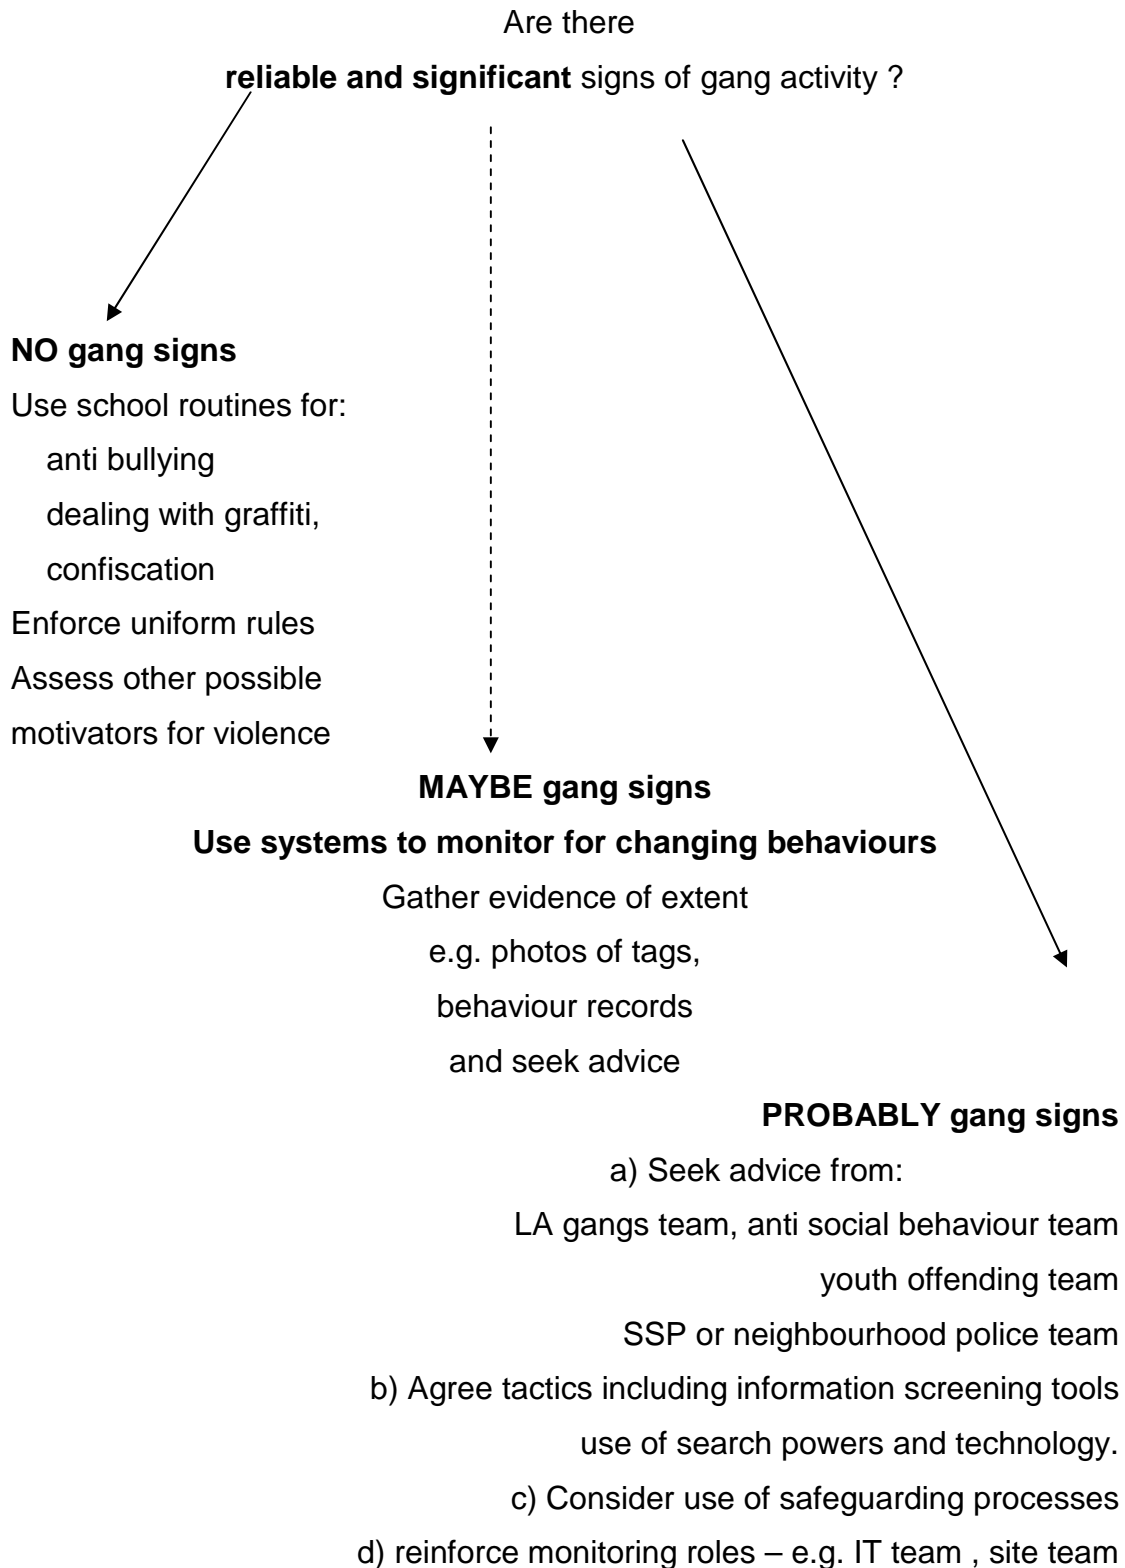 Are there
reliable and significant signs of gang activity ?
NO gang signs
Use school routines for:
anti bullying
dealing with graffiti,
confiscation
Enforce uniform rules
Assess other possible
motivators for violence
MAYBE gang signs
Use systems to monitor for changing behaviours
Gather evidence of extent
e.g. photos of tags,
behaviour records
and seek advice
PROBABLY gang signs
a) Seek advice from:
LA gangs team, anti social behaviour team
youth offending team
SSP or neighbourhood police team
b) Agree tactics including information screening tools
use of search powers and technology.
c) Consider use of safeguarding processes
d) reinforce monitoring roles – e.g. IT team , site team